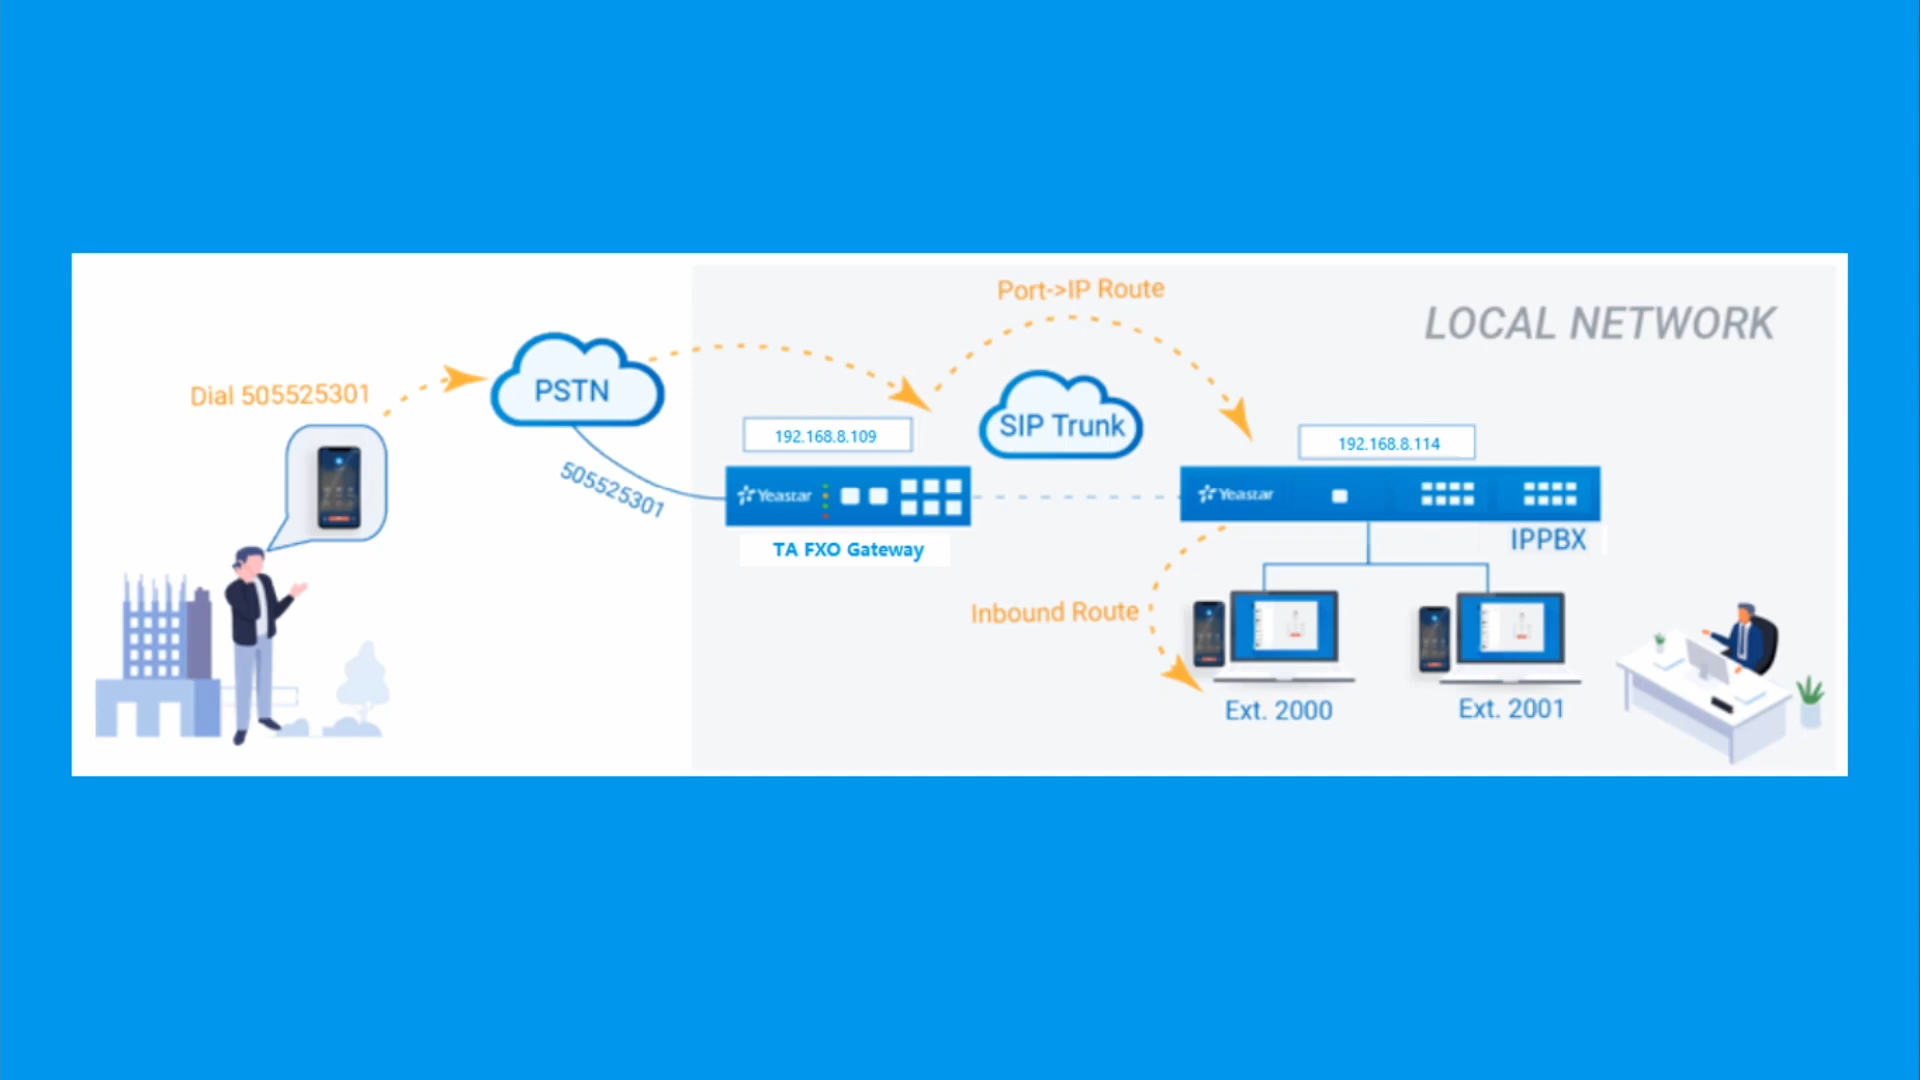 Port->IP Route
LOCAL NETWORK
Dial 505525301
PSTN
192.168.8.109
SIP Trunk
192.168.8.114
505525301
Yeastar
Yeastar
TA FXO Gateway
IPPBX
Inbound Route
Ext. 2000
Ext. 2001